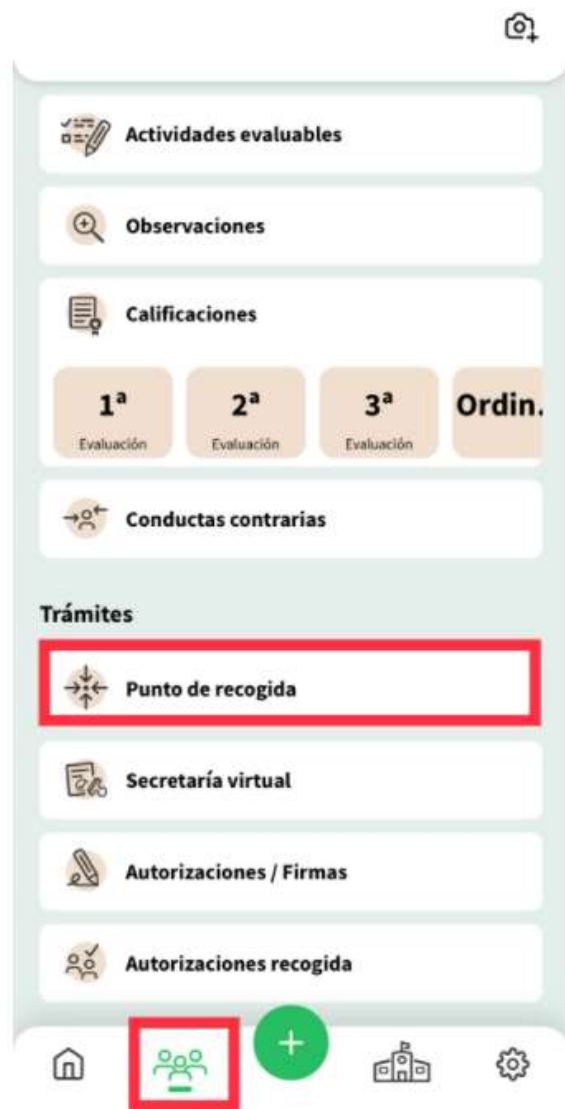 Actividades evaluables
Observaciones
Calificaciones
1ª 2ª 3ª Ordin.
Evaluación Evaluación Evaluación
Conductas contrarias
Trámites
Punto de recogida
Secretaría virtual
Autorizaciones / Firmas
Autorizaciones recogida